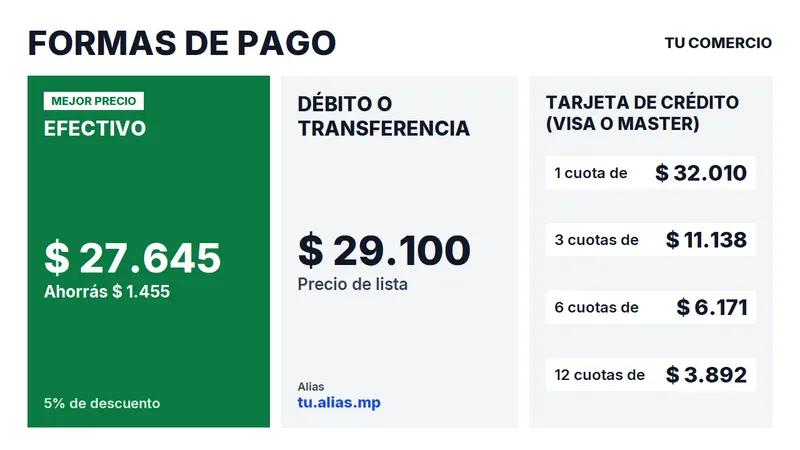 FORMAS DE PAGO
TU COMERCIO
MEJOR PRECIO
EFECTIVO
$ 27.645
Ahorrás $ 1.455
5% de descuento
DÉBITO O
TRANSFERENCIA
$ 29.100
Precio de lista
Alias
tu.alias.mp
TARJETA DE CRÉDITO
(VISA O MASTER)
1 cuota de $ 32.010
3 cuotas de $ 11.138
6 cuotas de $ 6.171
12 cuotas de $ 3.892